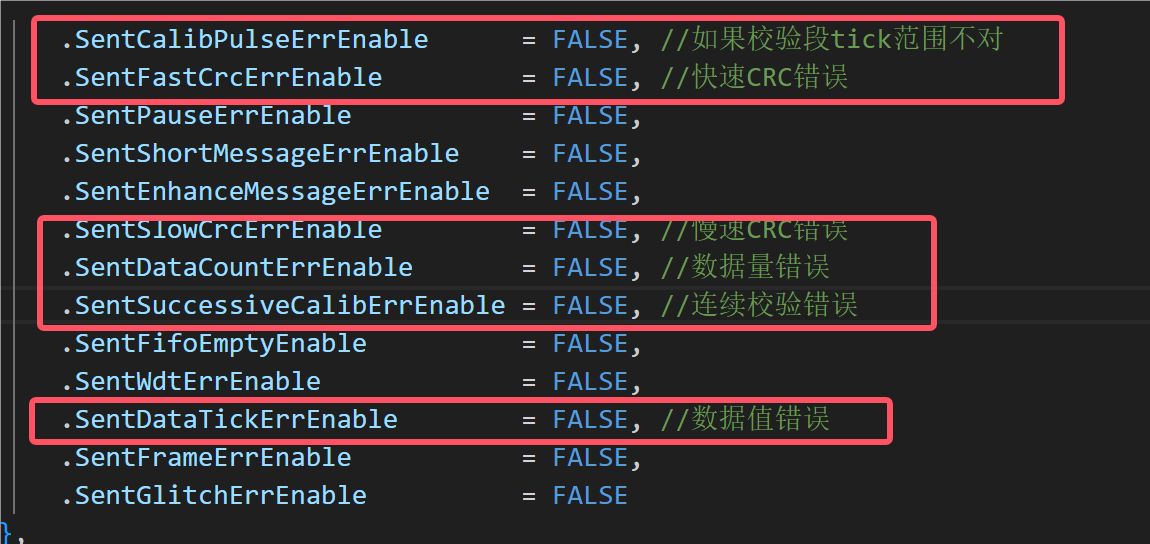 .SentCalibPulseErrEnable = FALSE, //如果校验段tick范围不对
.SentFastCrcErrEnable = FALSE, //快速CRC错误
.SentPauseErrEnable = FALSE,
.SentShortMessageErrEnable = FALSE,
.SentEnhanceMessageErrEnable = FALSE,
.SentSlowCrcErrEnable = FALSE, //慢速CRC错误
.SentDataCountErrEnable = FALSE, //数据量错误
.SentSuccessiveCalibErrEnable = FALSE, //连续校验错误
.SentFifoEmptyEnable = FALSE,
.SentWdtErrEnable = FALSE,
.SentDataTickErrEnable = FALSE, //数据值错误
.SentFrameErrEnable = FALSE,
.SentGlitchErrEnable = FALSE
},